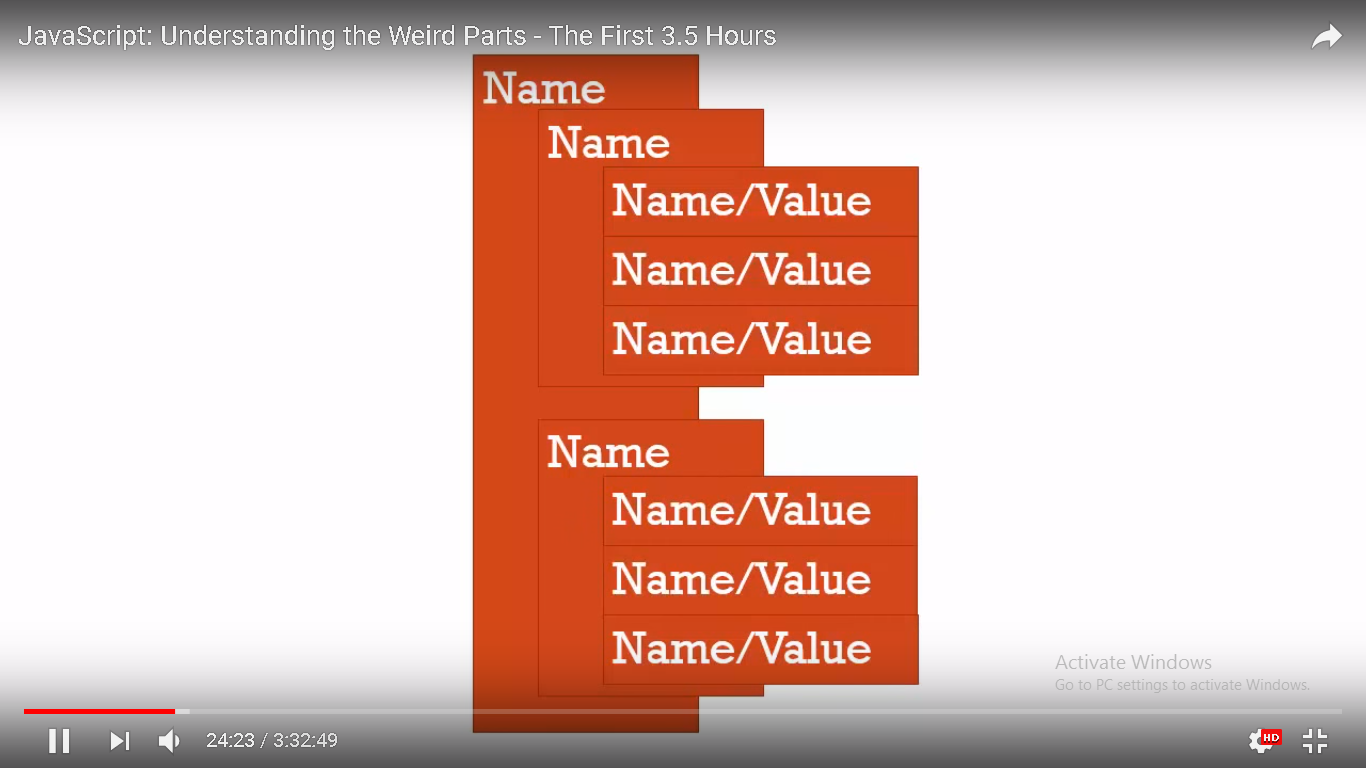 JavaScript: Understanding the Weird Parts - The First 3.5 Hours
Name
Name
Name/Value
Name/Value
Name/Value
Name
Name/Value
Name/Value
Name/Value
Activate Windows
Go to PC settings to activate Windows.
24:23 / 3:32:49
HD